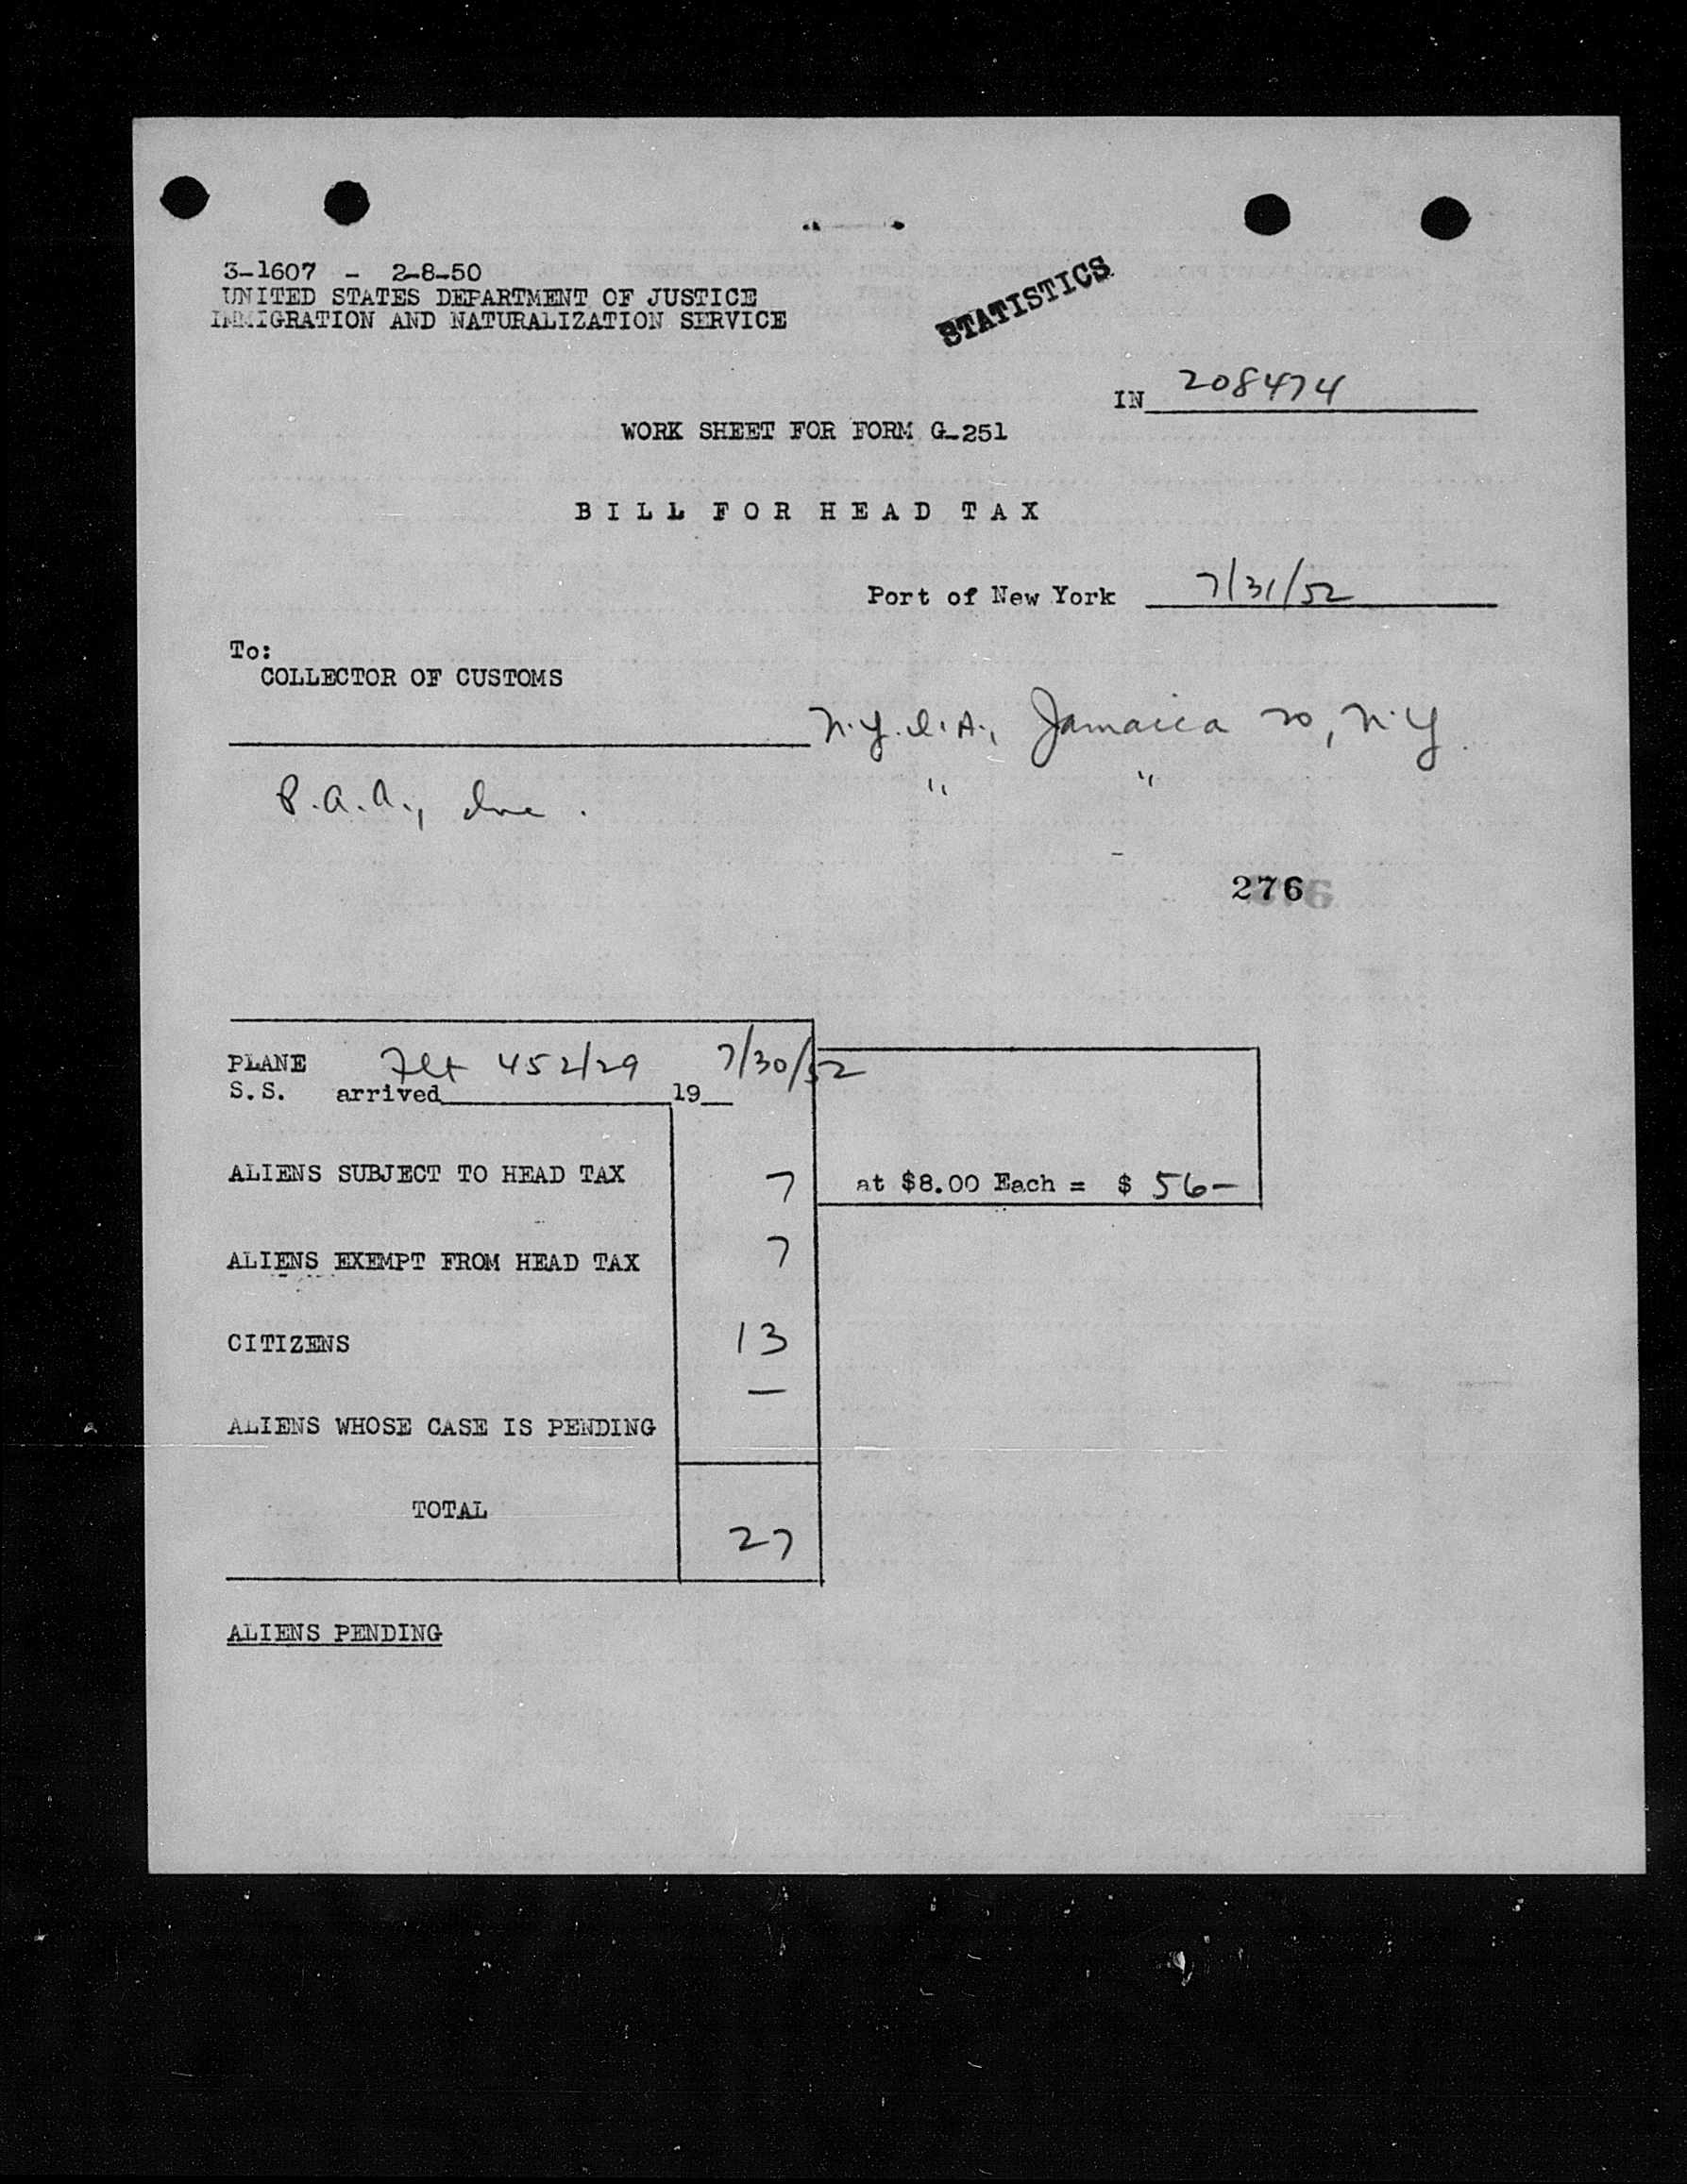 3-1607 - 2-8-50
UNITED STATES DEPARTMENT OF JUSTICE
IMMIGRATION AND NATURALIZATION SERVICE
STATISTICS
IN 208474
WORK SHEET FOR FORM G-251
BILL FOR HEAD TAX
Port of New York 7/31/52
To:
COLLECTOR OF CUSTOMS
N.Y.I.A., Jamaica 20, N.Y.
P.A.A., Inc. " "
276
PLANE Flt 452/29 7/30/52
S.S. arrived 19
ALIENS SUBJECT TO HEAD TAX 7 at $8.00 Each = $ 56-
ALIENS EXEMPT FROM HEAD TAX 7
CITIZENS 13
ALIENS WHOSE CASE IS PENDING —
TOTAL 27
ALIENS PENDING